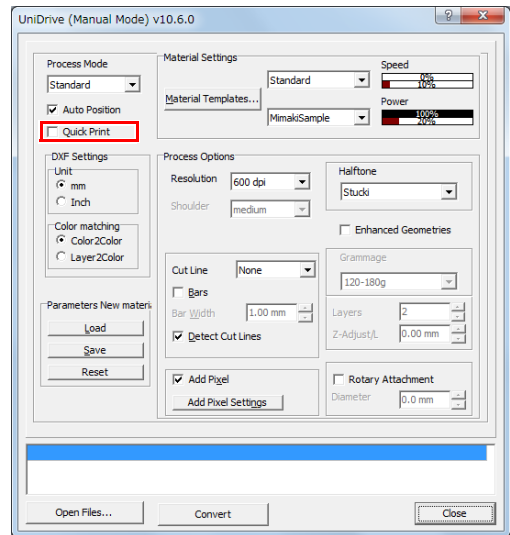 UniDrive (Manual Mode) v10.6.0
Process Mode
Standard
Auto Position
Quick Print
Material Settings
Material Templates...
Standard
MimakiSample
Speed
0%
10%
Power
100%
20%
DXF Settings
Unit
mm
Inch
Color matching
Color2Color
Layer2Color
Parameters New materi
Load
Save
Reset
Process Options
Resolution
600 dpi
Shoulder
medium
Halftone
Stucki
Enhanced Geometries
Cut Line
None
Bars
Bar Width
1.00 mm
Detect Cut Lines
Grammage
120-180g
Layers
2
Z-Adjust/L
0.00 mm
Add Pixel
Add Pixel Settings
Rotary Attachment
Diameter
0.0 mm
Open Files...
Convert
Close